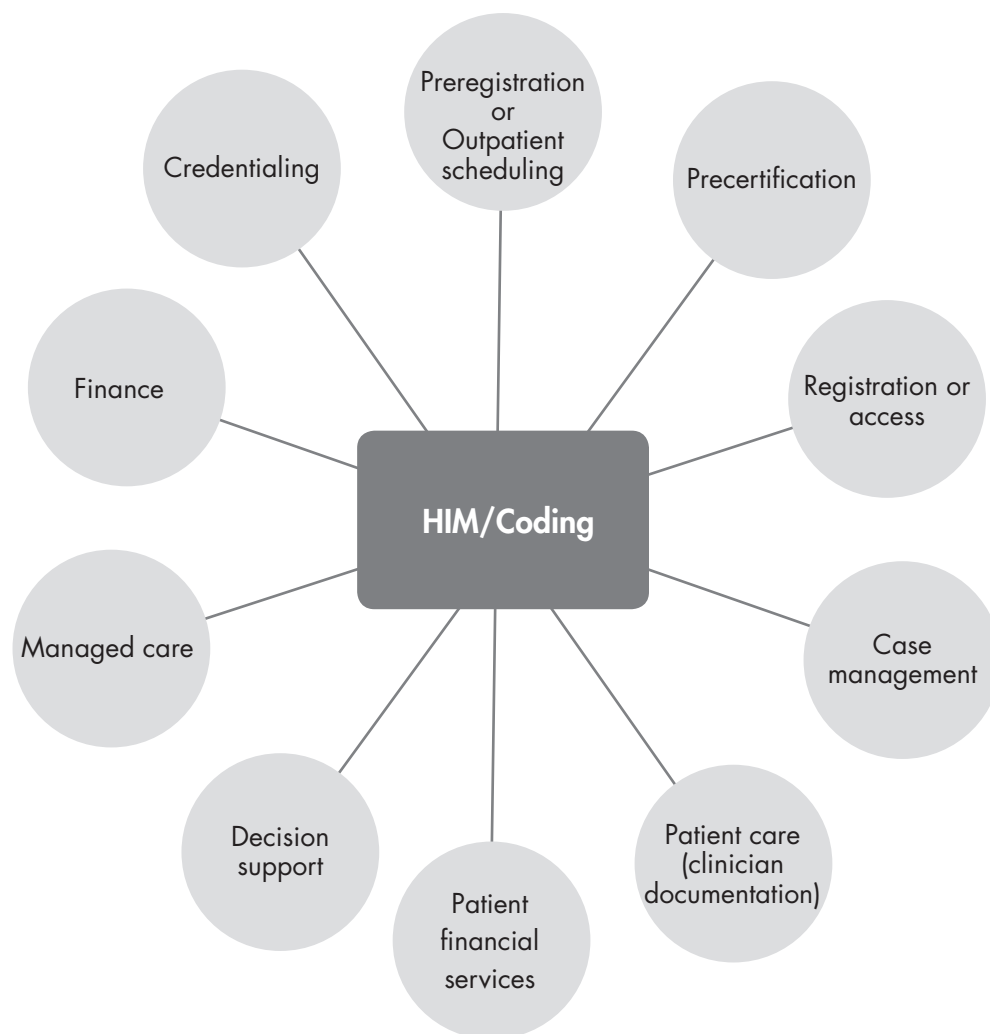 Preregistration
or
Outpatient
scheduling
Credentialing
Precertification
Finance
Registration or
access
HIM/Coding
Managed care
Case
management
Decision
support
Patient care
(clinician
documentation)
Patient
financial
services